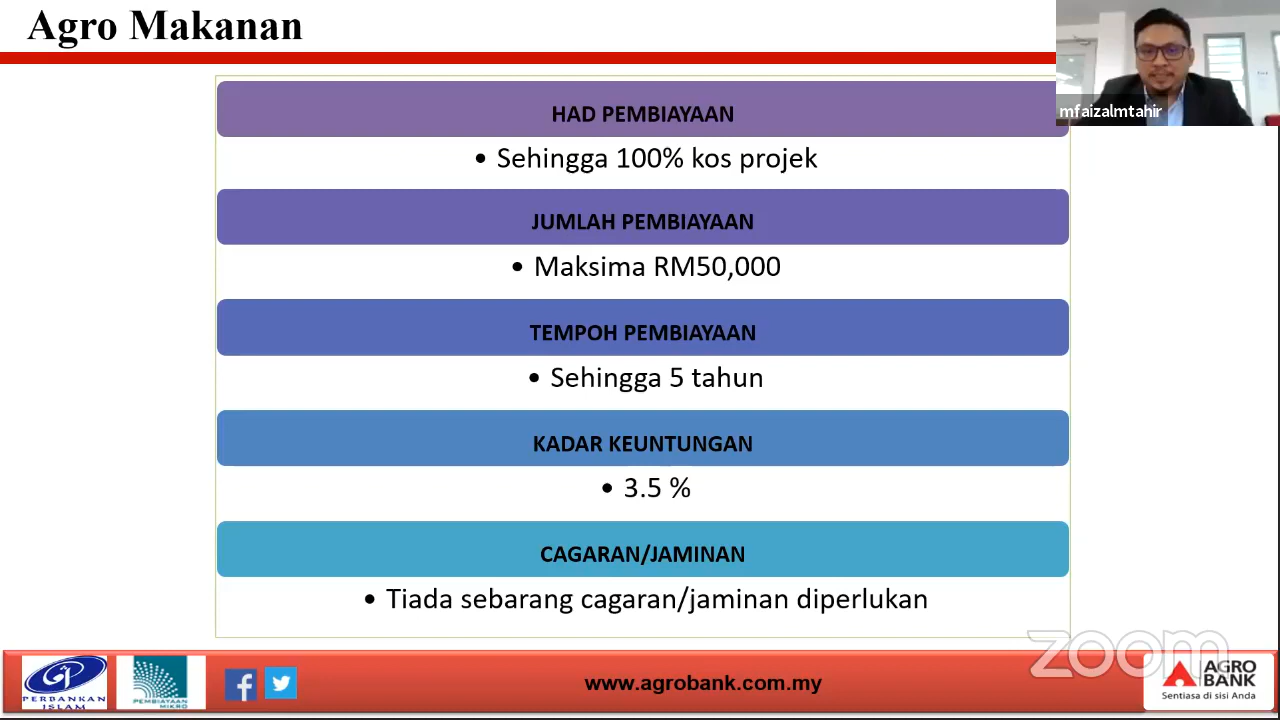 Agro Makanan
mfaizalmtahir
HAD PEMBIAYAAN
• Sehingga 100% kos projek
JUMLAH PEMBIAYAAN
• Maksima RM50,000
TEMPOH PEMBIAYAAN
• Sehingga 5 tahun
KADAR KEUNTUNGAN
• 3.5 %
CAGARAN/JAMINAN
• Tiada sebarang cagaran/jaminan diperlukan
zoom
PERBANKAN
ISLAM
PEMBIAYAAN
MIKRO
www.agrobank.com.my
AGRO
BANK
Sentiasa di sisi Anda